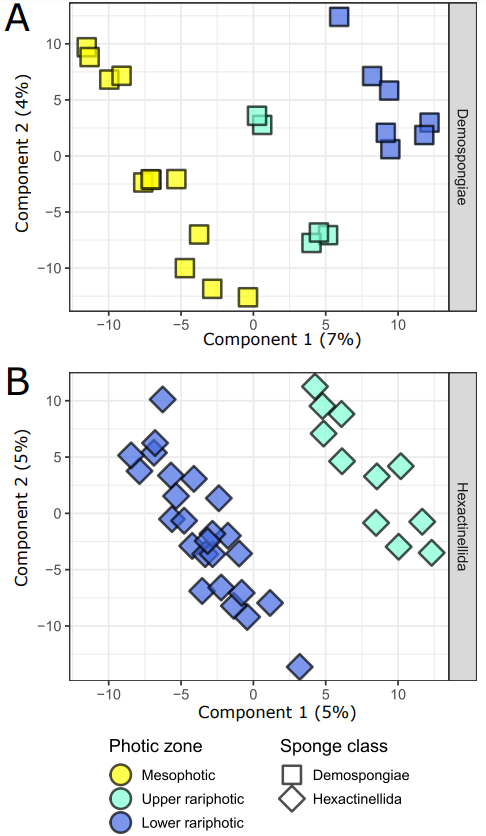 A
Component 2 (4%)
10
5
0
−5
−10
Demospongiae
−10 −5 0 5 10
Component 1 (7%)
B
Component 2 (5%)
10
5
0
−5
−10
Hexactinellida
−10 −5 0 5 10
Component 1 (5%)
Photic zone
Mesophotic
Upper rariphotic
Lower rariphotic
Sponge class
Demospongiae
Hexactinellida